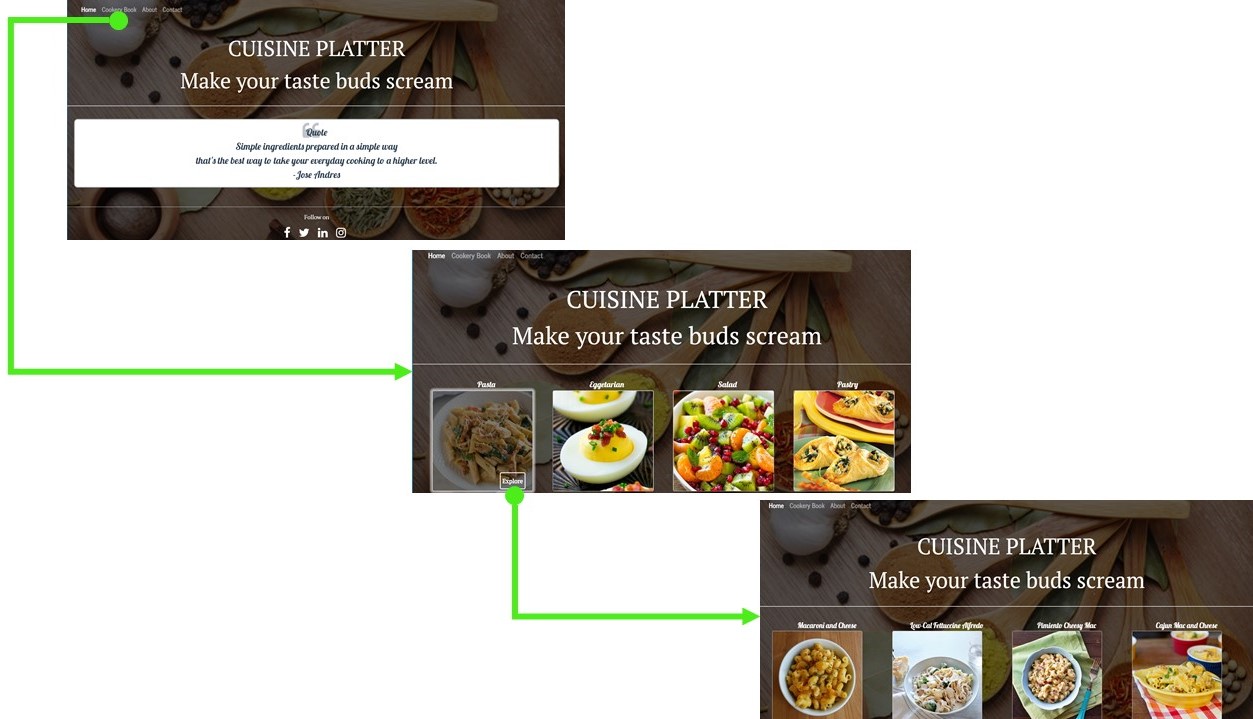 Home Cookery Book About Contact
CUISINE PLATTER
Make your taste buds scream
Quote
Simple ingredients prepared in a simple way
that's the best way to take your everyday cooking to a higher level.
-Jose Andres
Follow on
Home Cookery Book About Contact
CUISINE PLATTER
Make your taste buds scream
Pasta Eggetarian Salad Pastry
Explore
Home Cookery Book About Contact
CUISINE PLATTER
Make your taste buds scream
Macaroni and Cheese Low-Cal Fettuccine Alfredo Pimiento Cheesy Mac Cajun Mac and Cheese